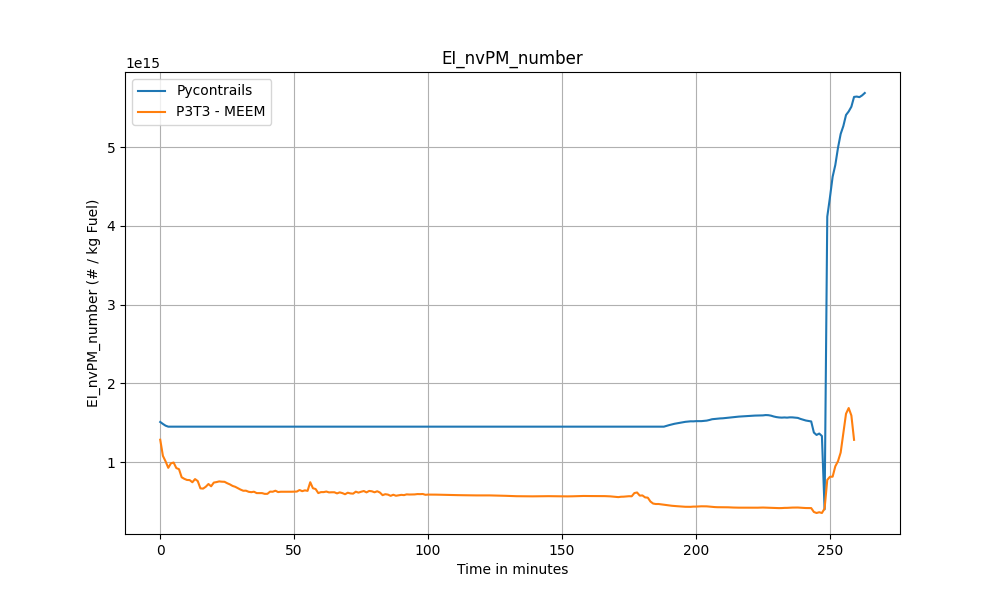 EI_nvPM_number
1e15
Pycontrails
P3T3 - MEEM
5
4
3
2
1
EI_nvPM_number (# / kg Fuel)
0 50 100 150 200 250
Time in minutes